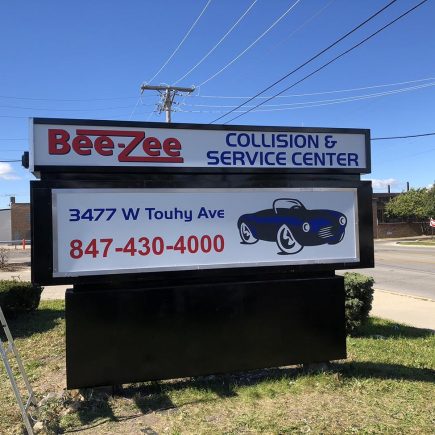 Bee-Zee
COLLISION &
SERVICE CENTER
3477 W Touhy Ave
847-430-4000